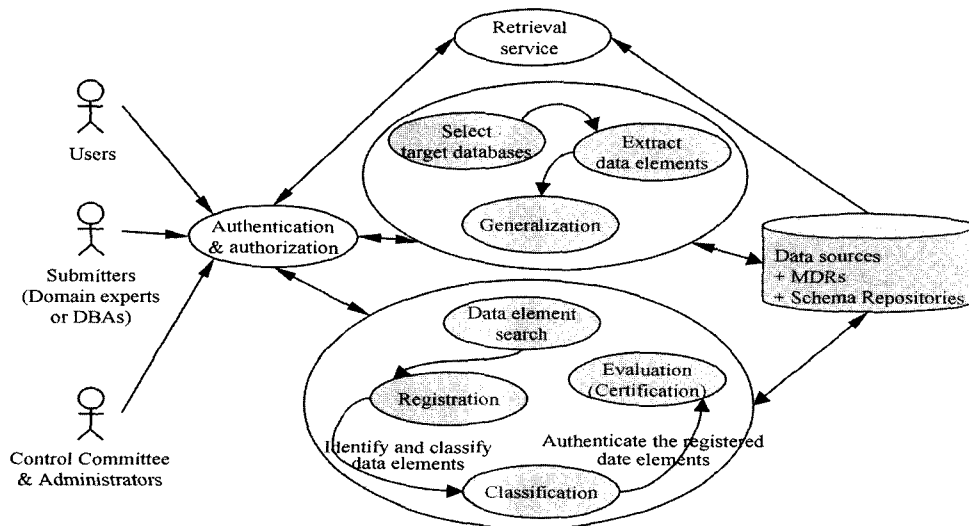 Retrieval
service
Users
Select
target databases
Extract
data elements
Generalization
Authentication
& authorization
Submitters
(Domain experts
or DBAs)
Data sources
+ MDRs
+ Schema Repositories
Data element
search
Evaluation
(Certification)
Registration
Identify and classify
data elements
Authenticate the registered
date elements
Classification
Control Committee
& Administrators